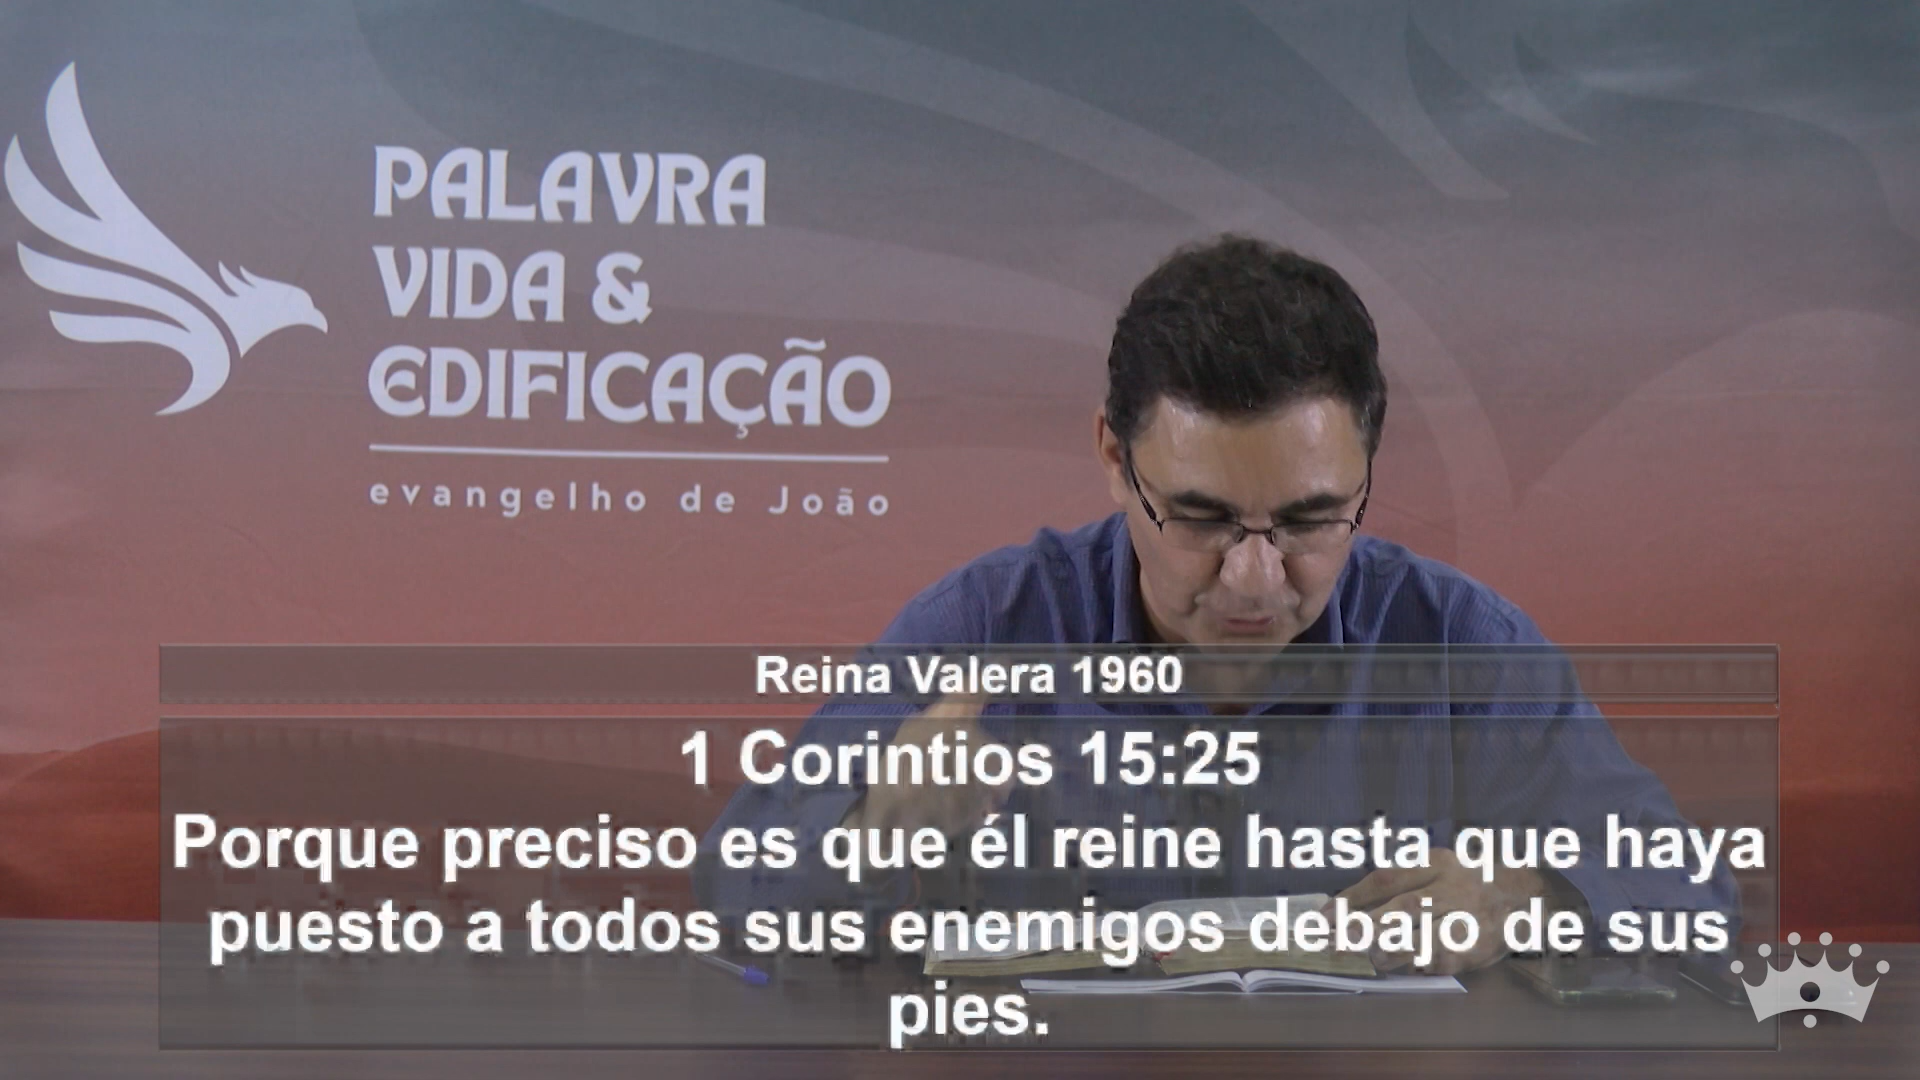 PALAVRA
VIDA &
EDIFICAÇÃO
evangelho de João
Reina Valera 1960
1 Corintios 15:25
Porque preciso es que él reine hasta que haya
puesto a todos sus enemigos debajo de sus
pies.